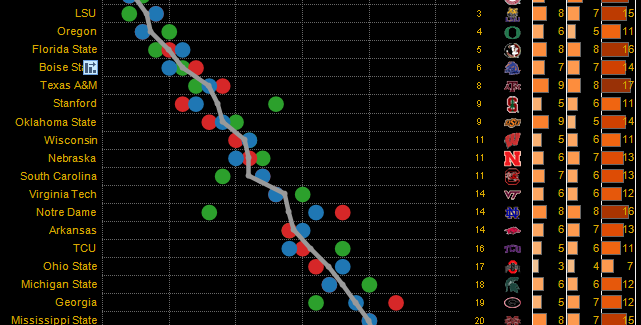 LSU 3 8 7 15
Oregon 4 6 5 11
Florida State 5 8 8 16
Boise 6 7 7 14
Texas A&M 8 9 8 17
Stanford 9 5 6 11
Oklahoma State 9 9 5 14
Wisconsin 11 5 6 11
Nebraska 11 6 7 13
South Carolina 11 7 6 13
Virginia Tech 14 6 6 12
Notre Dame 14 8 8 16
Arkansas 14 6 7 13
TCU 16 5 6 11
Ohio State 17 3 4 7
Michigan State 18 6 6 12
Georgia 19 5 7 12
Mississippi State 20 8 7 15